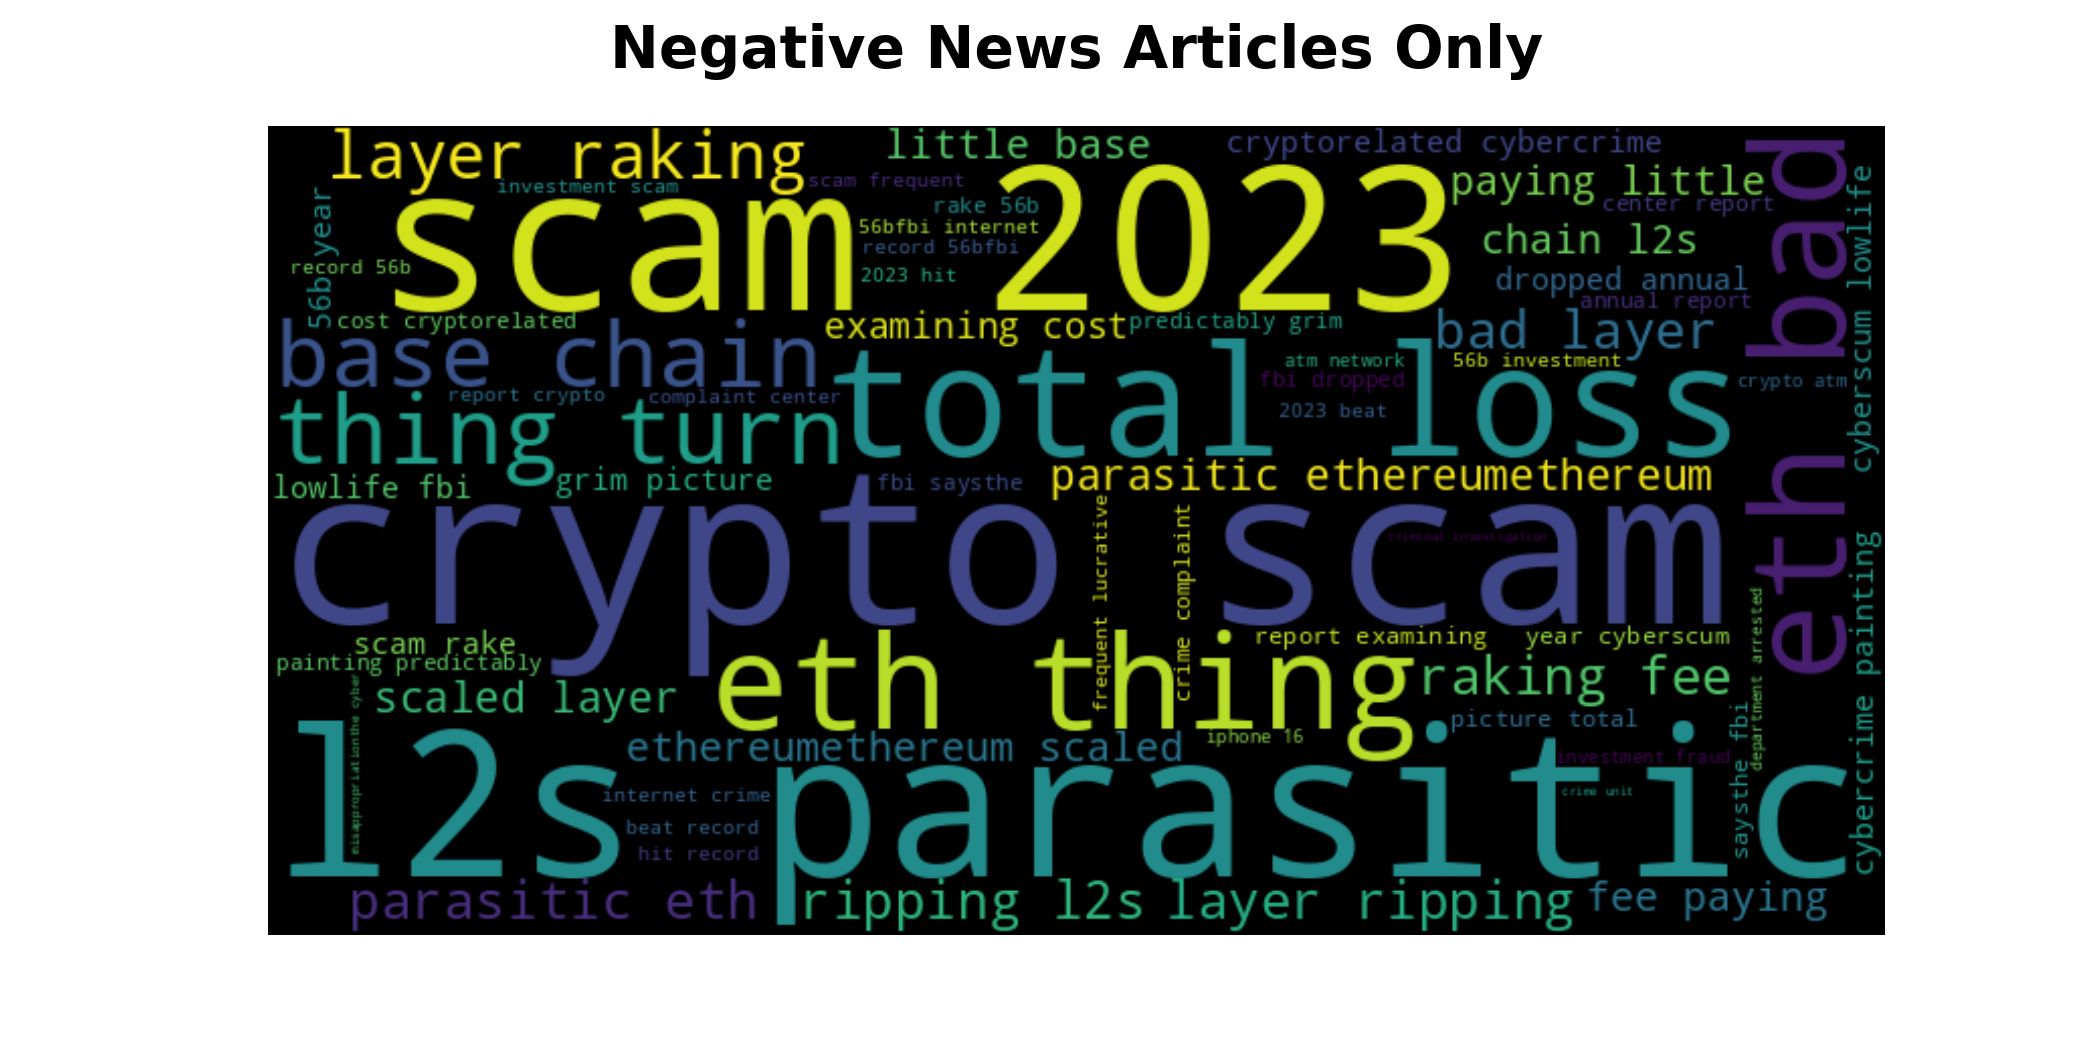 Negative News Articles Only
layer raking
little base
cryptorelated cybercrime
investment scam
scam frequent
paying little
scam 2023
rake 56b
center report
56bfbi internet
record 56bfbi
chain l2s
record 56b
2023 hit
dropped annual
annual report
56b year
cyberscum lowlife
eth bad
cost cryptorelated
examining cost
predictably grim
bad layer
base chain
total loss
atm network
56b investment
fbi dropped
crypto atm
report crypto
complaint center
2023 beat
thing turn
parasitic ethereumethereum
lowlife fbi
grim picture
fbi saysthe
crypto scam
criminal investigation
frequent lucrative
crime complaint
cybercrime painting
department arrested
scam rake
report examining
year cyberscum
painting predictably
eth thing
raking fee
scaled layer
misappropriationthe cyber
picture total
ethereumethereum scaled
iphone 16
investment fraud
saysthe fbi
l2s parasitic
internet crime
crime unit
beat record
hit record
parasitic eth
ripping l2s
layer ripping
fee paying